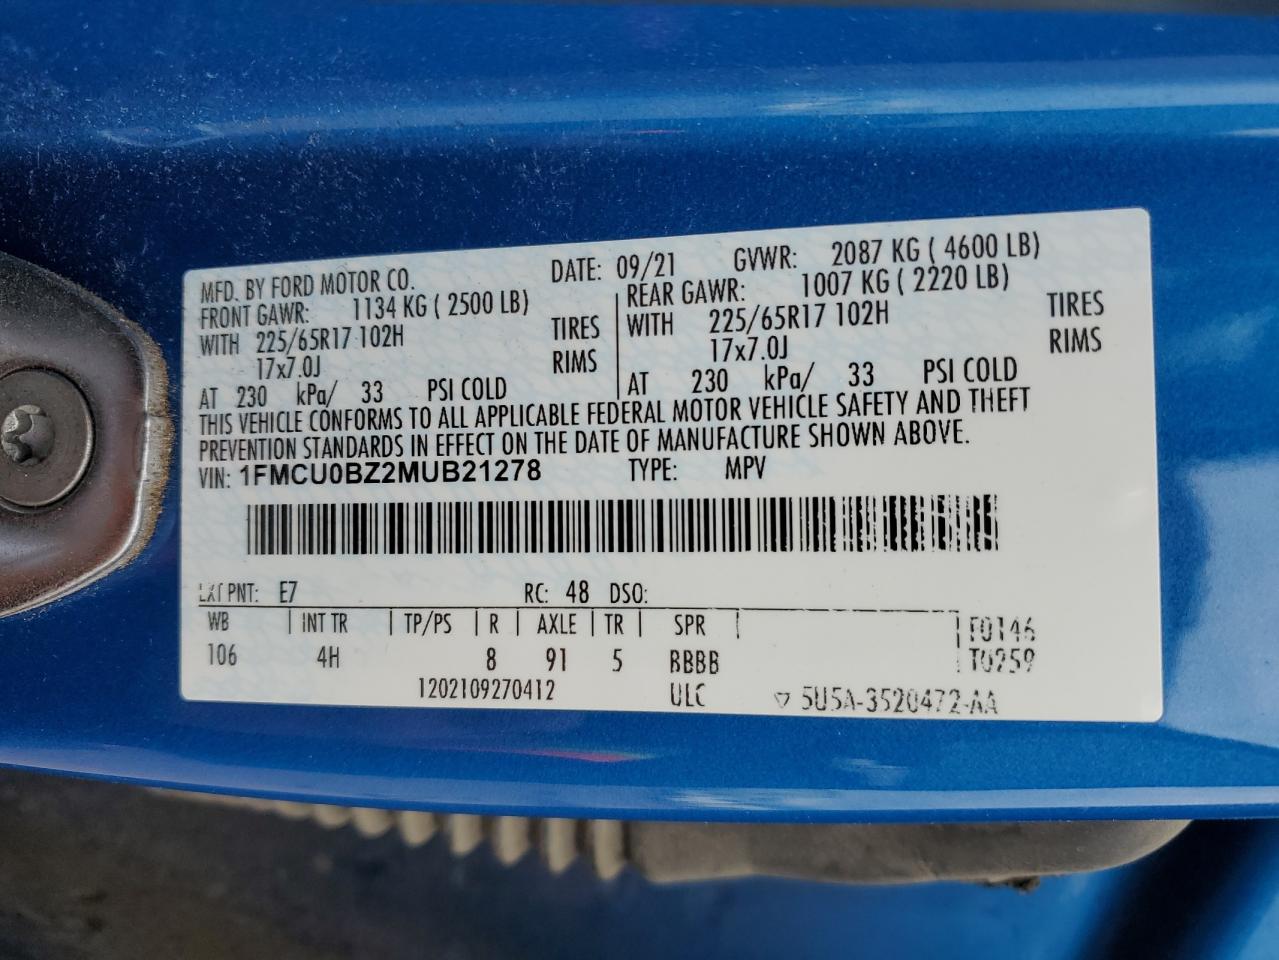 MFD. BY FORD MOTOR CO. DATE: 09/21 GVWR: 2087 KG ( 4600 LB)
FRONT GAWR: 1134 KG ( 2500 LB) REAR GAWR: 1007 KG ( 2220 LB)
WITH 225/65R17 102H TIRES WITH 225/65R17 102H TIRES
17x7.0J RIMS 17x7.0J RIMS
AT 230 kPa/ 33 PSI COLD AT 230 kPa/ 33 PSI COLD
THIS VEHICLE CONFORMS TO ALL APPLICABLE FEDERAL MOTOR VEHICLE SAFETY AND THEFT
PREVENTION STANDARDS IN EFFECT ON THE DATE OF MANUFACTURE SHOWN ABOVE.
VIN: 1FMCU0BZ2MUB21278 TYPE: MPV
EXT PNT: E7 RC: 48 DSO:
WB INT TR TP/PS R AXLE TR SPR F0146
106 4H 8 91 5 BBBB T0259
1202109270412 ULC ▽ 5U5A-3520472-AA